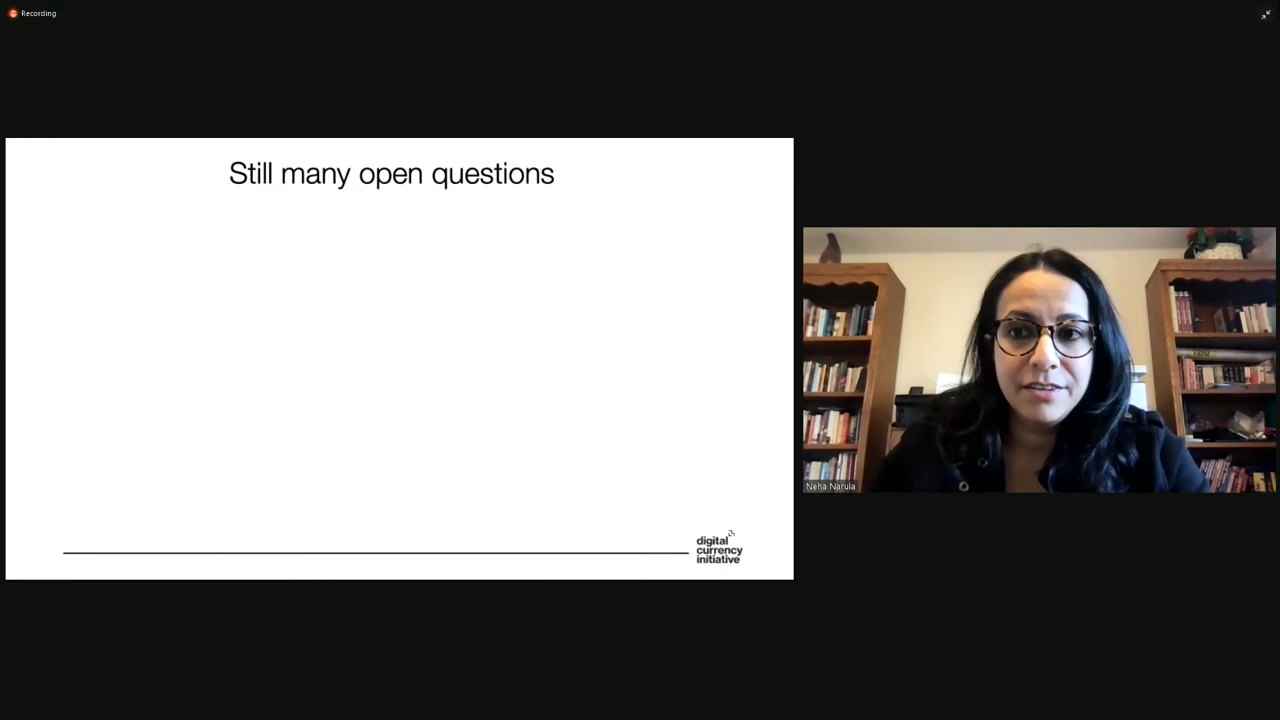 Recording
Still many open questions
digital
currency
initiative
Neha Narula